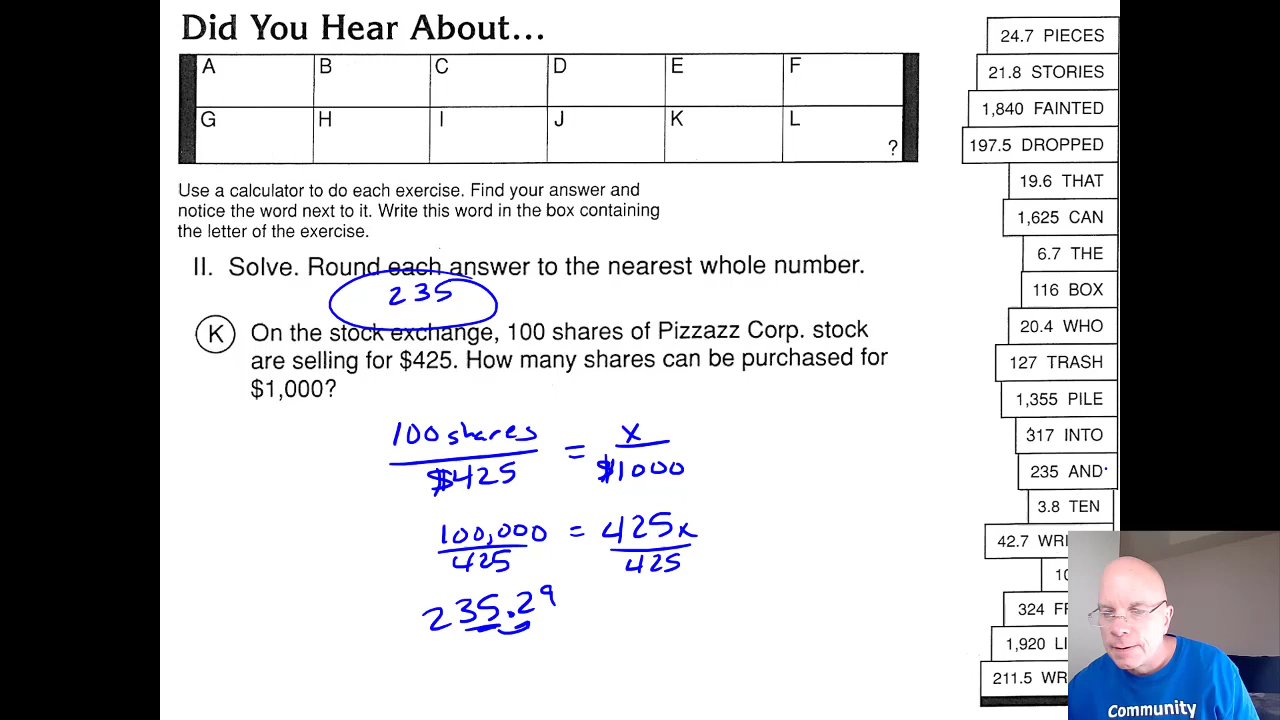 Did You Hear About...
A B C D E F
G H I J K L
?
Use a calculator to do each exercise. Find your answer and
notice the word next to it. Write this word in the box containing
the letter of the exercise.
II. Solve. Round each answer to the nearest whole number.
235
K On the stock exchange, 100 shares of Pizzazz Corp. stock
are selling for $425. How many shares can be purchased for
$1,000?
100 shares = x
$425 $1000
100,000 = 425x
425 425
235.29
24.7 PIECES
21.8 STORIES
1,840 FAINTED
197.5 DROPPED
19.6 THAT
1,625 CAN
6.7 THE
116 BOX
20.4 WHO
127 TRASH
1,355 PILE
317 INTO
235 AND
3.8 TEN
42.7
324
1,920
211.5
Community